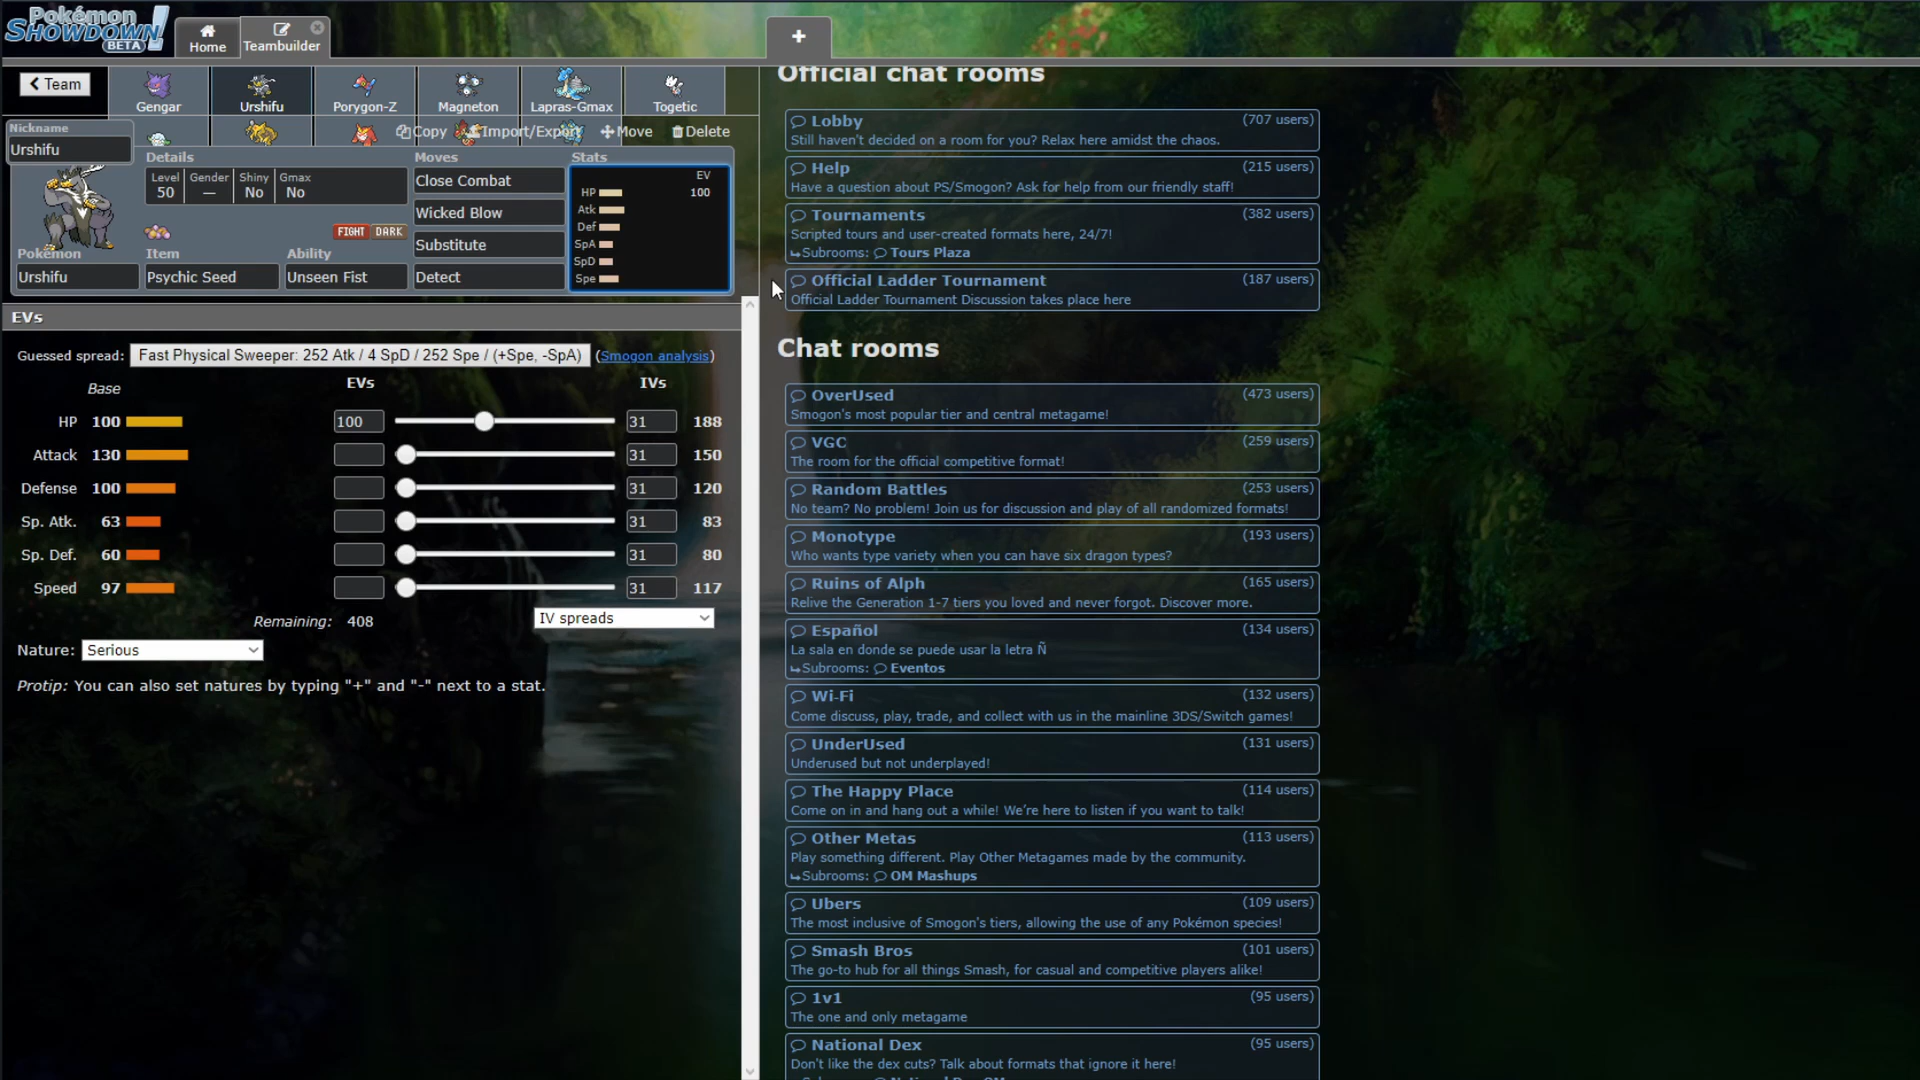 Pokémon
SHOWDOWN!
BETA
Home
Teambuilder
+
Team
Gengar
Urshifu
Porygon-Z
Magneton
Lapras-Gmax
Togetic
Nickname
Urshifu
Copy
Import/Export
Move
Delete
Details
Moves
Stats
Level
50
Gender
—
Shiny
No
Gmax
No
FIGHT DARK
Pokémon
Urshifu
Item
Psychic Seed
Ability
Unseen Fist
Close Combat
Wicked Blow
Substitute
Detect
EV
HP 100
Atk
Def
SpA
SpD
Spe
EVs
Guessed spread: Fast Physical Sweeper: 252 Atk / 4 SpD / 252 Spe / (+Spe, -SpA) (Smogon analysis)
Base EVs IVs
HP 100 100 31 188
Attack 130 31 150
Defense 100 31 120
Sp. Atk. 63 31 83
Sp. Def. 60 31 80
Speed 97 31 117
Remaining: 408 IV spreads
Nature: Serious
Protip: You can also set natures by typing "+" and "-" next to a stat.
Official chat rooms
Lobby (707 users)
Still haven't decided on a room for you? Relax here amidst the chaos.
Help (215 users)
Have a question about PS/Smogon? Ask for help from our friendly staff!
Tournaments (382 users)
Scripted tours and user-created formats here, 24/7!
↳Subrooms: Tours Plaza
Official Ladder Tournament (187 users)
Official Ladder Tournament Discussion takes place here
Chat rooms
OverUsed (473 users)
Smogon's most popular tier and central metagame!
VGC (259 users)
The room for the official competitive format!
Random Battles (253 users)
No team? No problem! Join us for discussion and play of all randomized formats!
Monotype (193 users)
Who wants type variety when you can have six dragon types?
Ruins of Alph (165 users)
Relive the Generation 1-7 tiers you loved and never forgot. Discover more.
Español (134 users)
La sala en donde se puede usar la letra Ñ
↳Subrooms: Eventos
Wi-Fi (132 users)
Come discuss, play, trade, and collect with us in the mainline 3DS/Switch games!
UnderUsed (131 users)
Underused but not underplayed!
The Happy Place (114 users)
Come on in and hang out a while! We're here to listen if you want to talk!
Other Metas (113 users)
Play something different. Play Other Metagames made by the community.
↳Subrooms: OM Mashups
Ubers (109 users)
The most inclusive of Smogon's tiers, allowing the use of any Pokémon species!
Smash Bros (101 users)
The go-to hub for all things Smash, for casual and competitive players alike!
1v1 (95 users)
The one and only metagame
National Dex (95 users)
Don't like the dex cuts? Talk about formats that ignore it here!